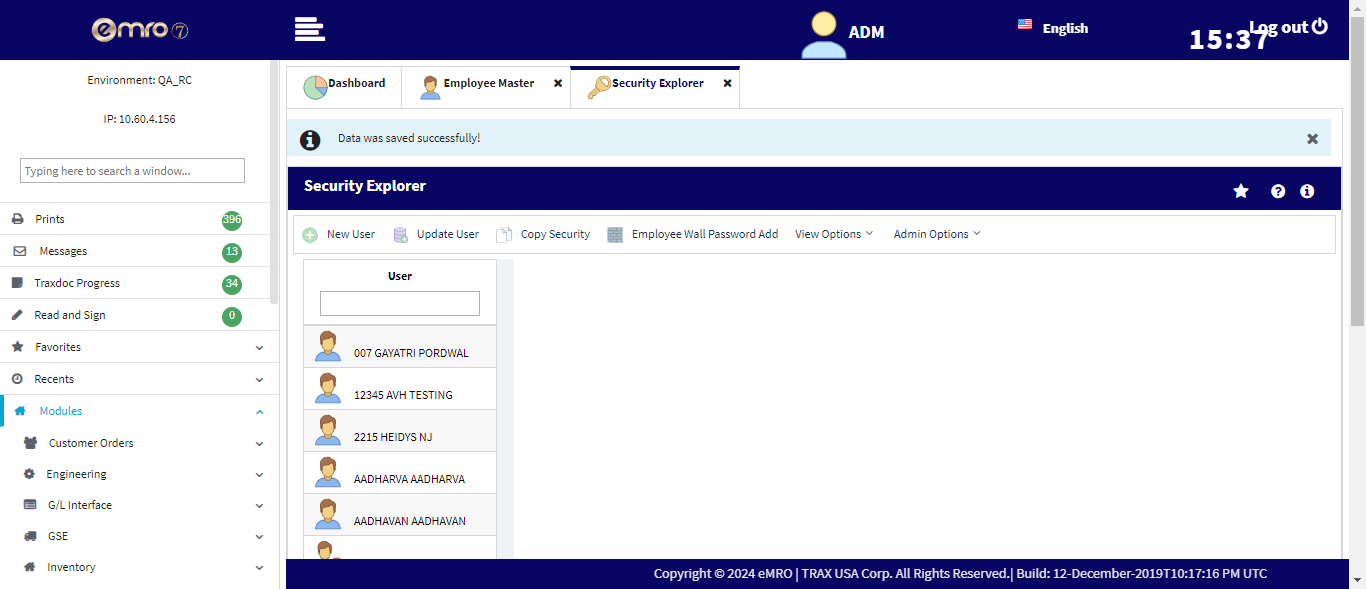 emro 7
ADM
English
Log out
15:37
Environment: QA_RC
IP: 10.60.4.156
Typing here to search a window...
Prints 396
Messages 13
Traxdoc Progress 34
Read and Sign 0
Favorites
Recents
Modules
Customer Orders
Engineering
G/L Interface
GSE
Inventory
Dashboard
Employee Master
Security Explorer
Data was saved successfully!
Security Explorer
New User Update User Copy Security Employee Wall Password Add View Options Admin Options
User
007 GAYATRI PORDWAL
12345 AVH TESTING
2215 HEIDYS NJ
AADHARVA AADHARVA
AADHAVAN AADHAVAN
Copyright © 2024 eMRO | TRAX USA Corp. All Rights Reserved.| Build: 12-December-2019T10:17:16 PM UTC